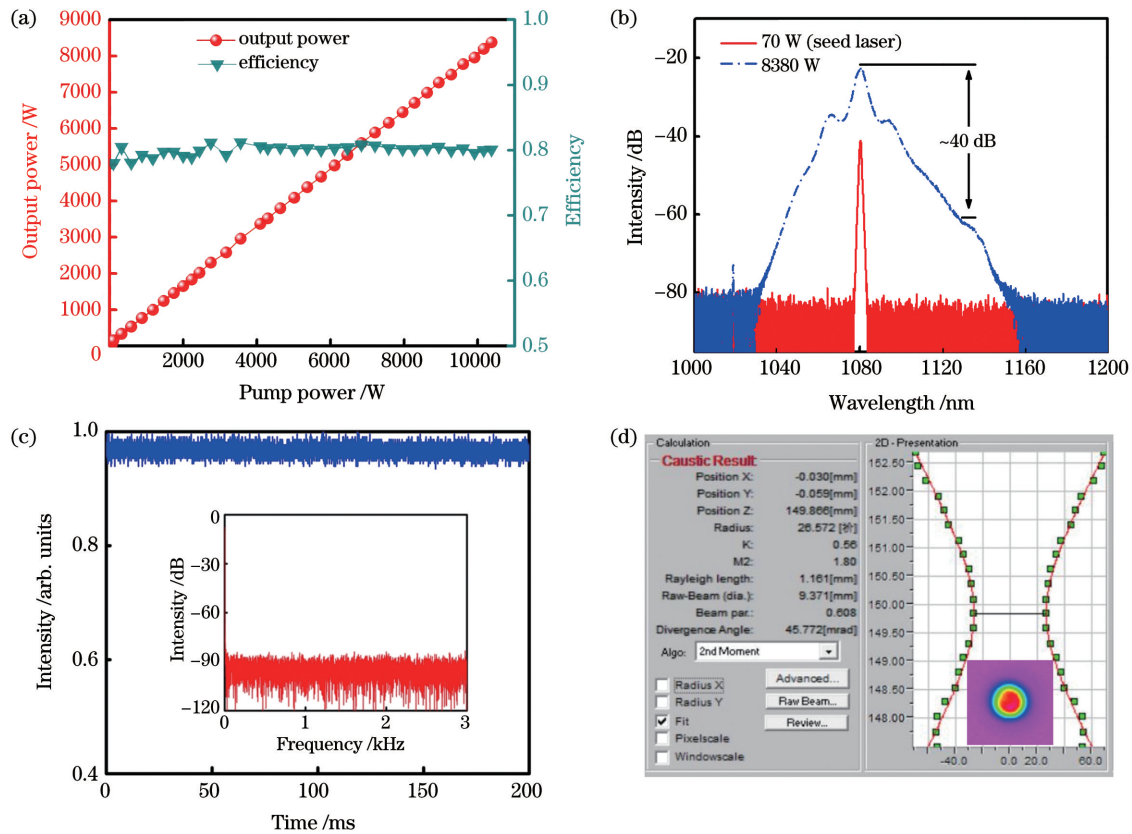 (a)
9000
8000
7000
6000
5000
4000
3000
2000
1000
0
Output power /W
output power
efficiency
1.0
0.9
0.8
0.7
0.6
0.5
Efficiency
2000 4000 6000 8000 10000
Pump power /W
(b)
−20
−40
−60
−80
Intensity /dB
70 W (seed laser)
8380 W
~40 dB
1000 1040 1080 1120 1160 1200
Wavelength /nm
(c)
1.0
0.8
0.6
0.4
Intensity /arb. units
0
−30
−60
−90
−120
Intensity /dB
0 1 2 3
Frequency /kHz
0 50 100 150 200
Time /ms
(d)
Calculation
Caustic Result:
Position X: -0.030[mm]
Position Y: -0.059[mm]
Position Z: 149.866[mm]
Radius: 26.572 [祄]
K: 0.56
M2: 1.80
Rayleigh length: 1.161[mm]
Raw-Beam (dia.): 9.371[mm]
Beam par.: 0.608
Divergence Angle: 45.772[mrad]
Algo: 2nd Moment
Radius X
Radius Y
Fit
Pixelscale
Windowscale
Advanced...
Raw Beam...
Review...
2D - Presentation
152.50
152.00
151.50
151.00
150.50
150.00
149.50
149.00
148.50
148.00
-40.0 0.0 20.0 60.0